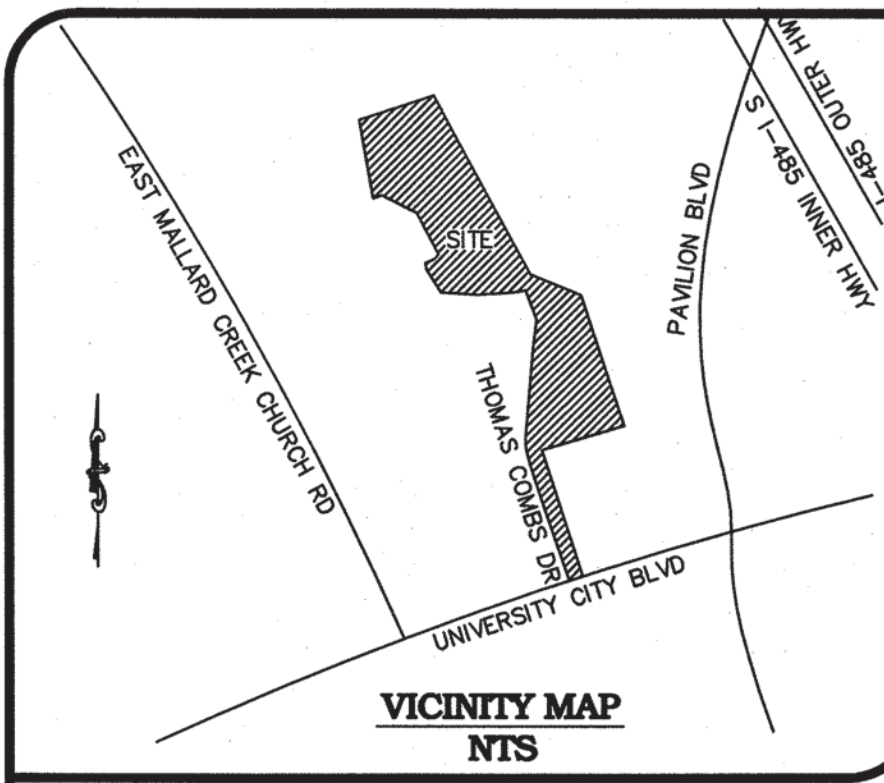 I-485 OUTER HW
S I-485 INNER HWY
PAVILION BLVD
EAST MALLARD CREEK CHURCH RD
SITE
THOMAS COMBS DR
UNIVERSITY CITY BLVD
VICINITY MAP
NTS